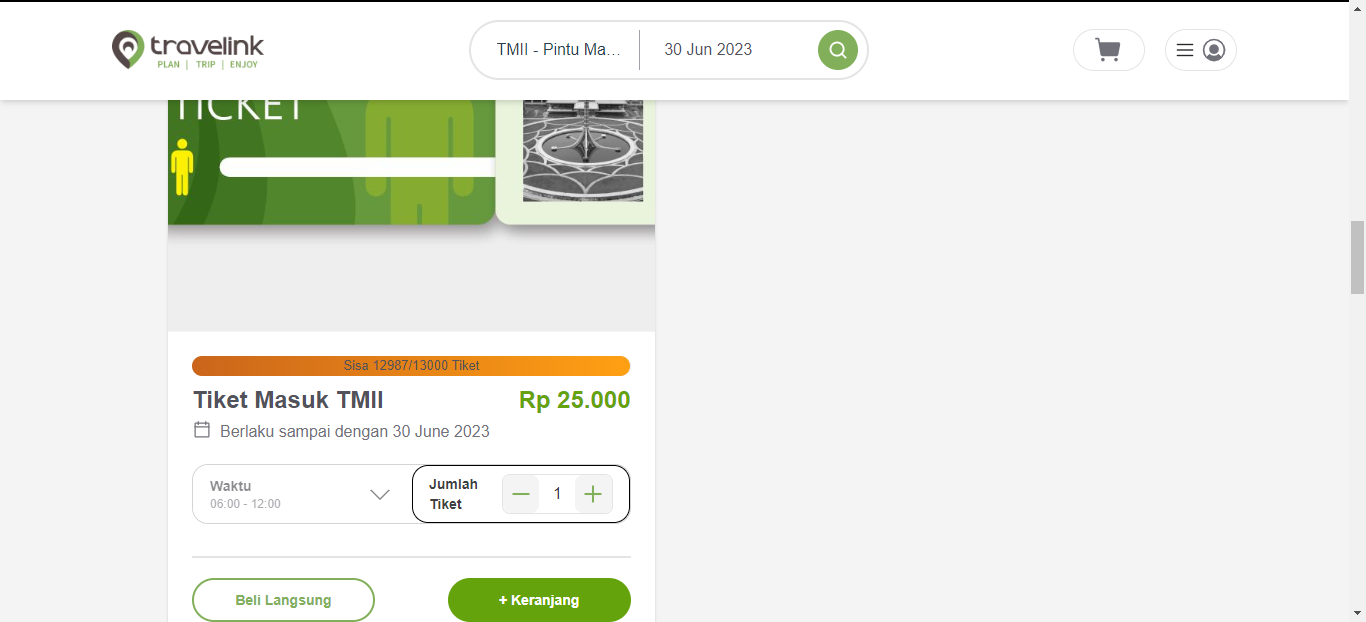 travelink
PLAN | TRIP | ENJOY
TMII - Pintu Ma...
30 Jun 2023
TICKET
Sisa 12987/13000 Tiket
Tiket Masuk TMII
Rp 25.000
Berlaku sampai dengan 30 June 2023
Waktu
06:00 - 12:00
Jumlah
Tiket
1
Beli Langsung
+ Keranjang